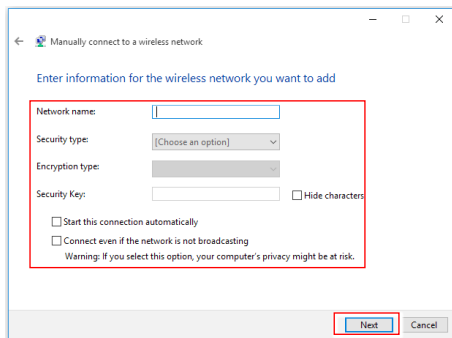 Manually connect to a wireless network
Enter information for the wireless network you want to add
Network name:
Security type: [Choose an option]
Encryption type:
Security Key: Hide characters
Start this connection automatically
Connect even if the network is not broadcasting
Warning: If you select this option, your computer's privacy might be at risk.
Next Cancel